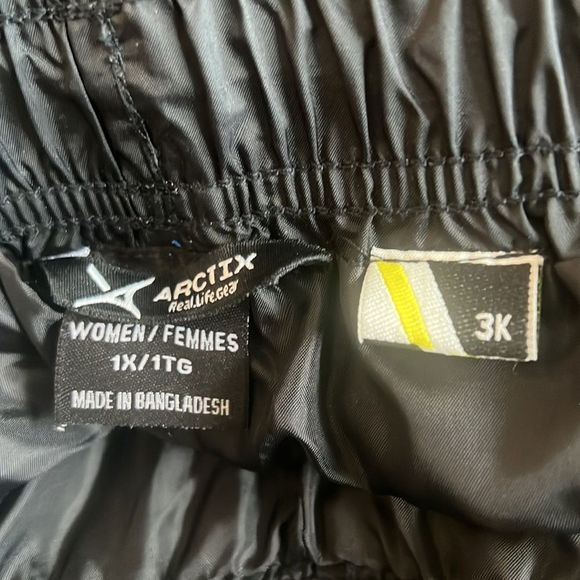 ARCTIX
Real.Life.Gear
WOMEN/FEMMES
1X/1TG
MADE IN BANGLADESH
3K